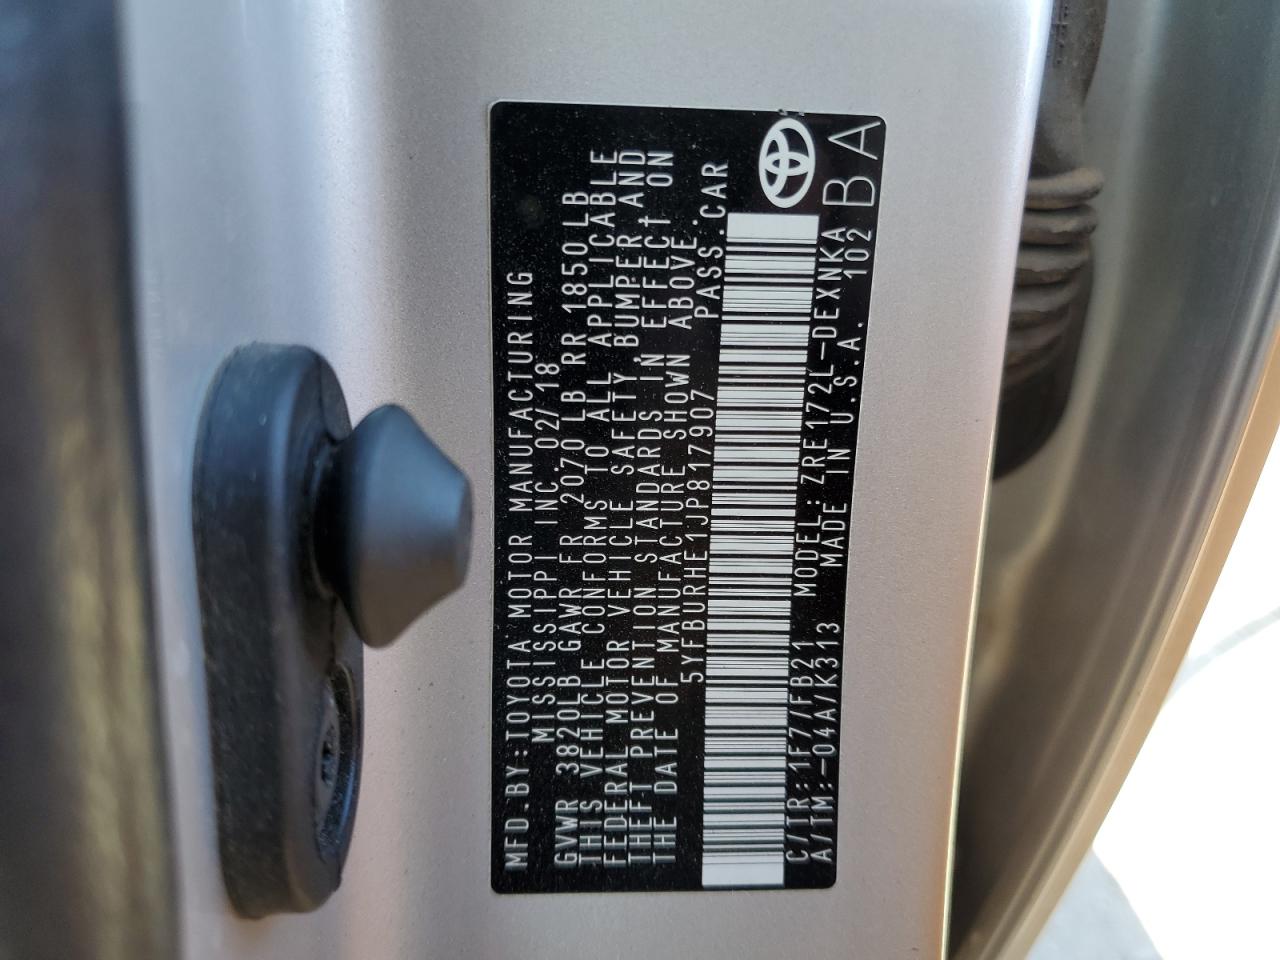 MFD.BY:TOYOTA MOTOR MANUFACTURING
MISSISSIPPI INC. 02/18
GVWR 3820LB GAWR FR 2070 LB RR 1850 LB
THIS VEHICLE CONFORMS TO ALL APPLICABLE
FEDERAL MOTOR VEHICLE SAFETY, BUMPER, AND
THEFT PREVENTION STANDARDS IN EFFECT ON
THE DATE OF MANUFACTURE SHOWN ABOVE.
5YFBURHE1JP817907 PASS.CAR
C/TR:1F7/FB21 MODEL: ZRE172L-DEXNKA
A/TM:-04A/K313 MADE IN U.S.A. 102
BA